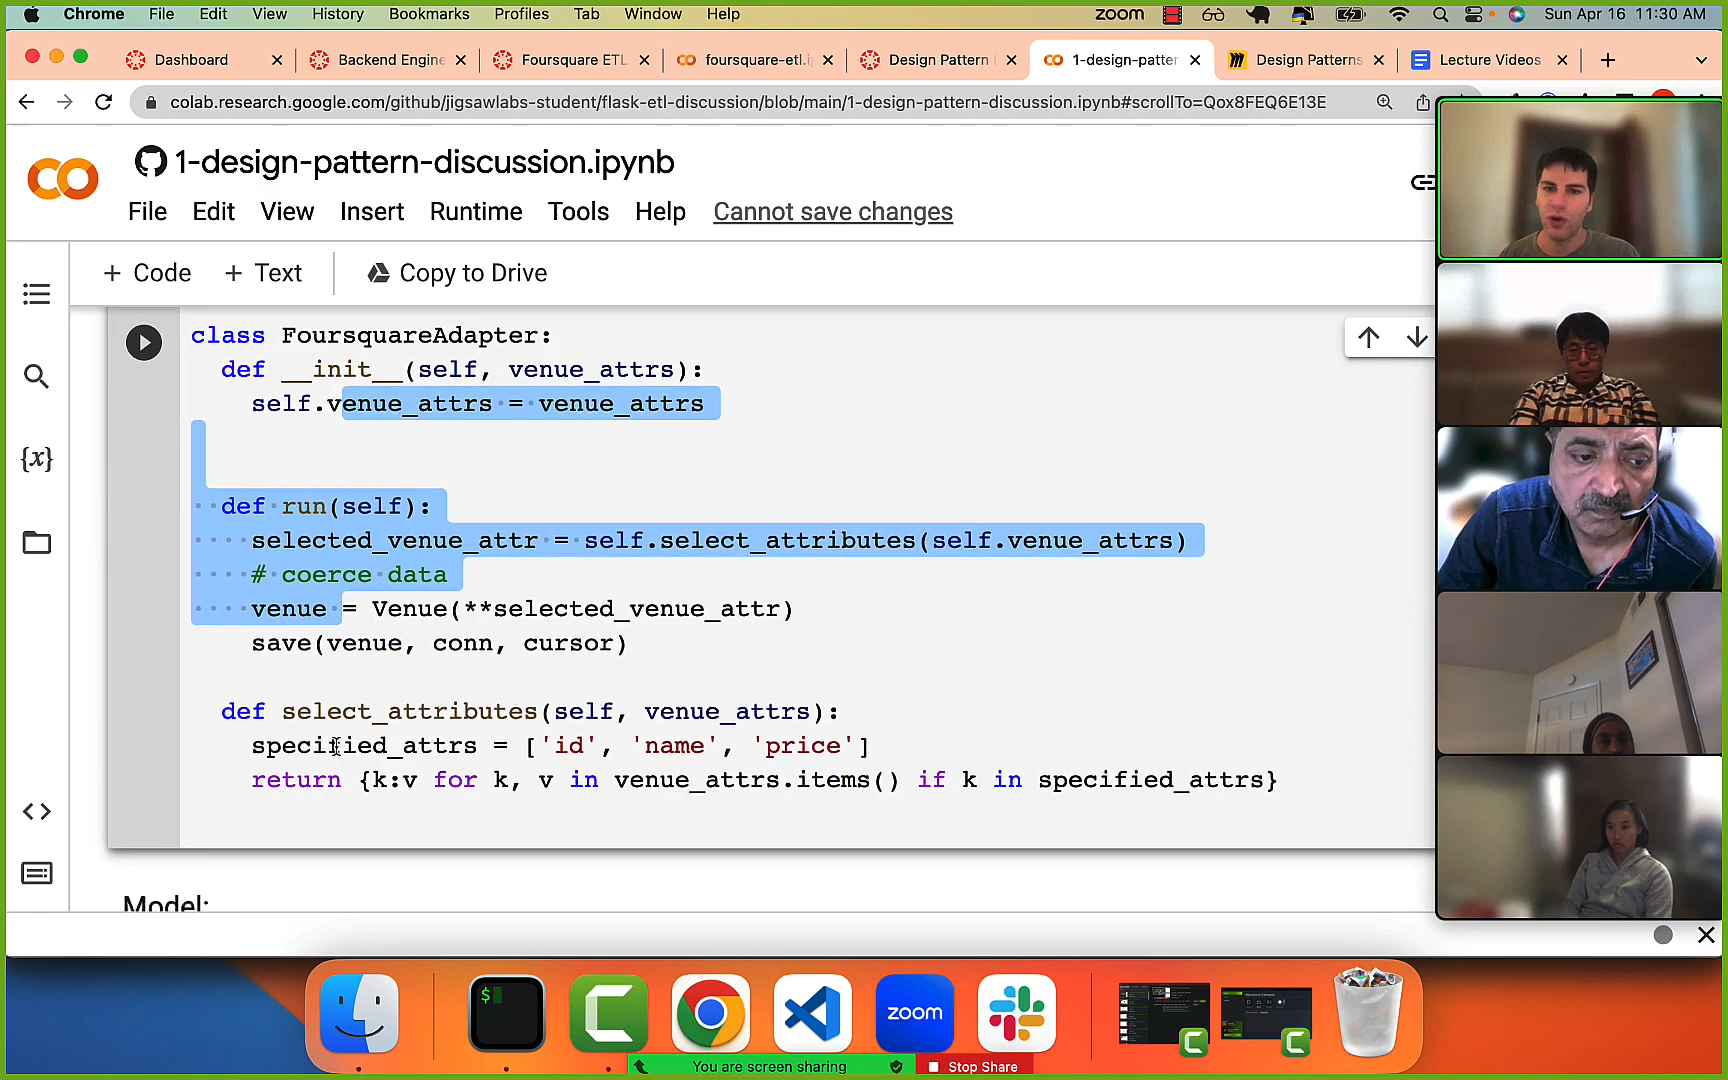 Chrome File Edit View History Bookmarks Profiles Tab Window Help zoom Sun Apr 16 11:30 AM
Dashboard Backend Engine Foursquare ETL foursquare-etl.i Design Pattern 1-design-patter Design Patterns Lecture Videos
colab.research.google.com/github/jigsawlabs-student/flask-etl-discussion/blob/main/1-design-pattern-discussion.ipynb#scrollTo=Qox8FEQ6E13E
1-design-pattern-discussion.ipynb
File Edit View Insert Runtime Tools Help Cannot save changes
+ Code + Text Copy to Drive
class FoursquareAdapter:
def __init__(self, venue_attrs):
self.venue_attrs = venue_attrs
{x}
def run(self):
selected_venue_attr = self.select_attributes(self.venue_attrs)
# coerce data
venue = Venue(**selected_venue_attr)
save(venue, conn, cursor)
def select_attributes(self, venue_attrs):
specified_attrs = ['id', 'name', 'price']
return {k:v for k, v in venue_attrs.items() if k in specified_attrs}
Model:
$
zoom
You are screen sharing Stop Share